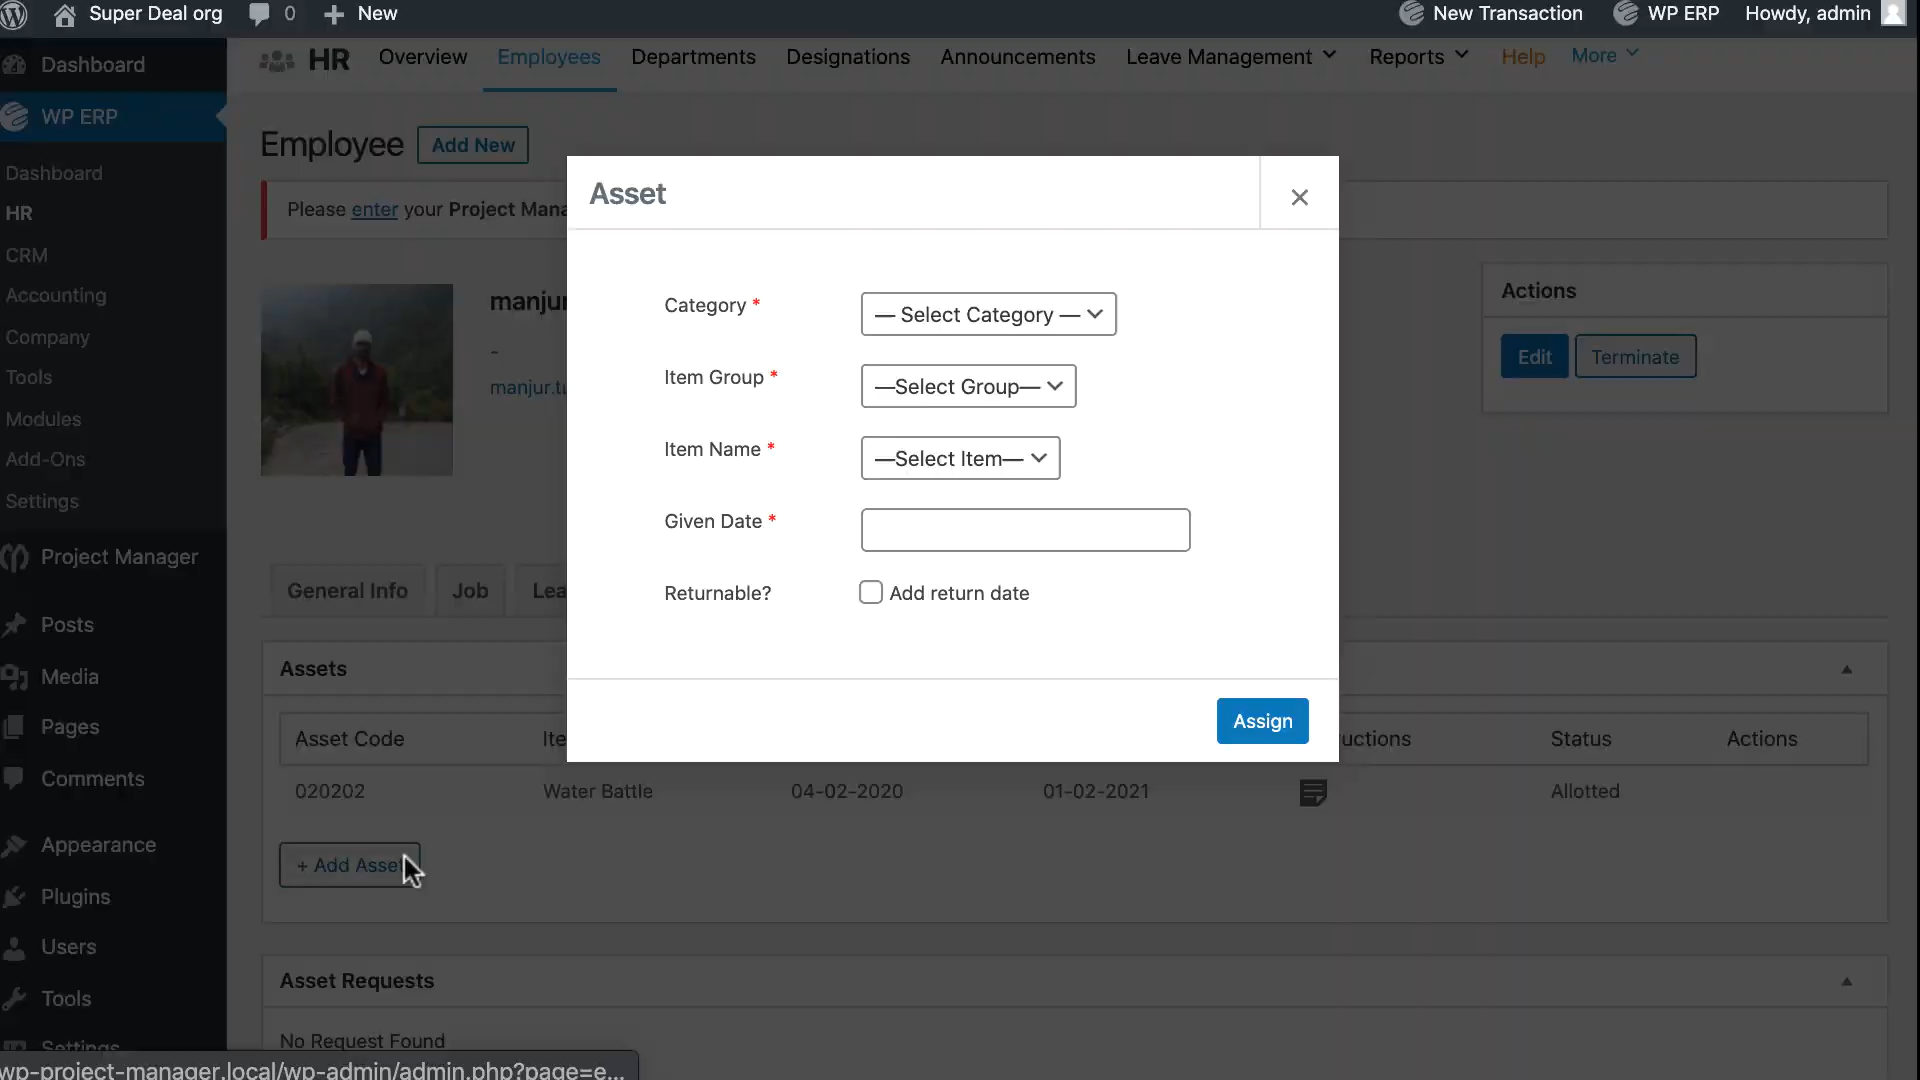 Super Deal org 0 New New Transaction WP ERP Howdy, admin
HR Overview Employees Departments Designations Announcements Leave Management Reports Help More
Dashboard
WP ERP
Dashboard
HR
CRM
Accounting
Company
Tools
Modules
Add-Ons
Settings
Project Manager
Posts
Media
Pages
Comments
Appearance
Plugins
Users
Tools
Settings
Employee Add New
Please enter your Project Mana
manjur
-
manjur.tu
Actions
Edit Terminate
General Info Job Lea
Asset ×
Category * — Select Category —
Item Group * —Select Group—
Item Name * —Select Item—
Given Date *
Returnable? Add return date
Assign
Assets
Asset Code Ite uctions Status Actions
020202 Water Battle 04-02-2020 01-02-2021 Allotted
+ Add Asset
Asset Requests
No Request Found
wp-project-manager.local/wp-admin/admin.php?page=e...